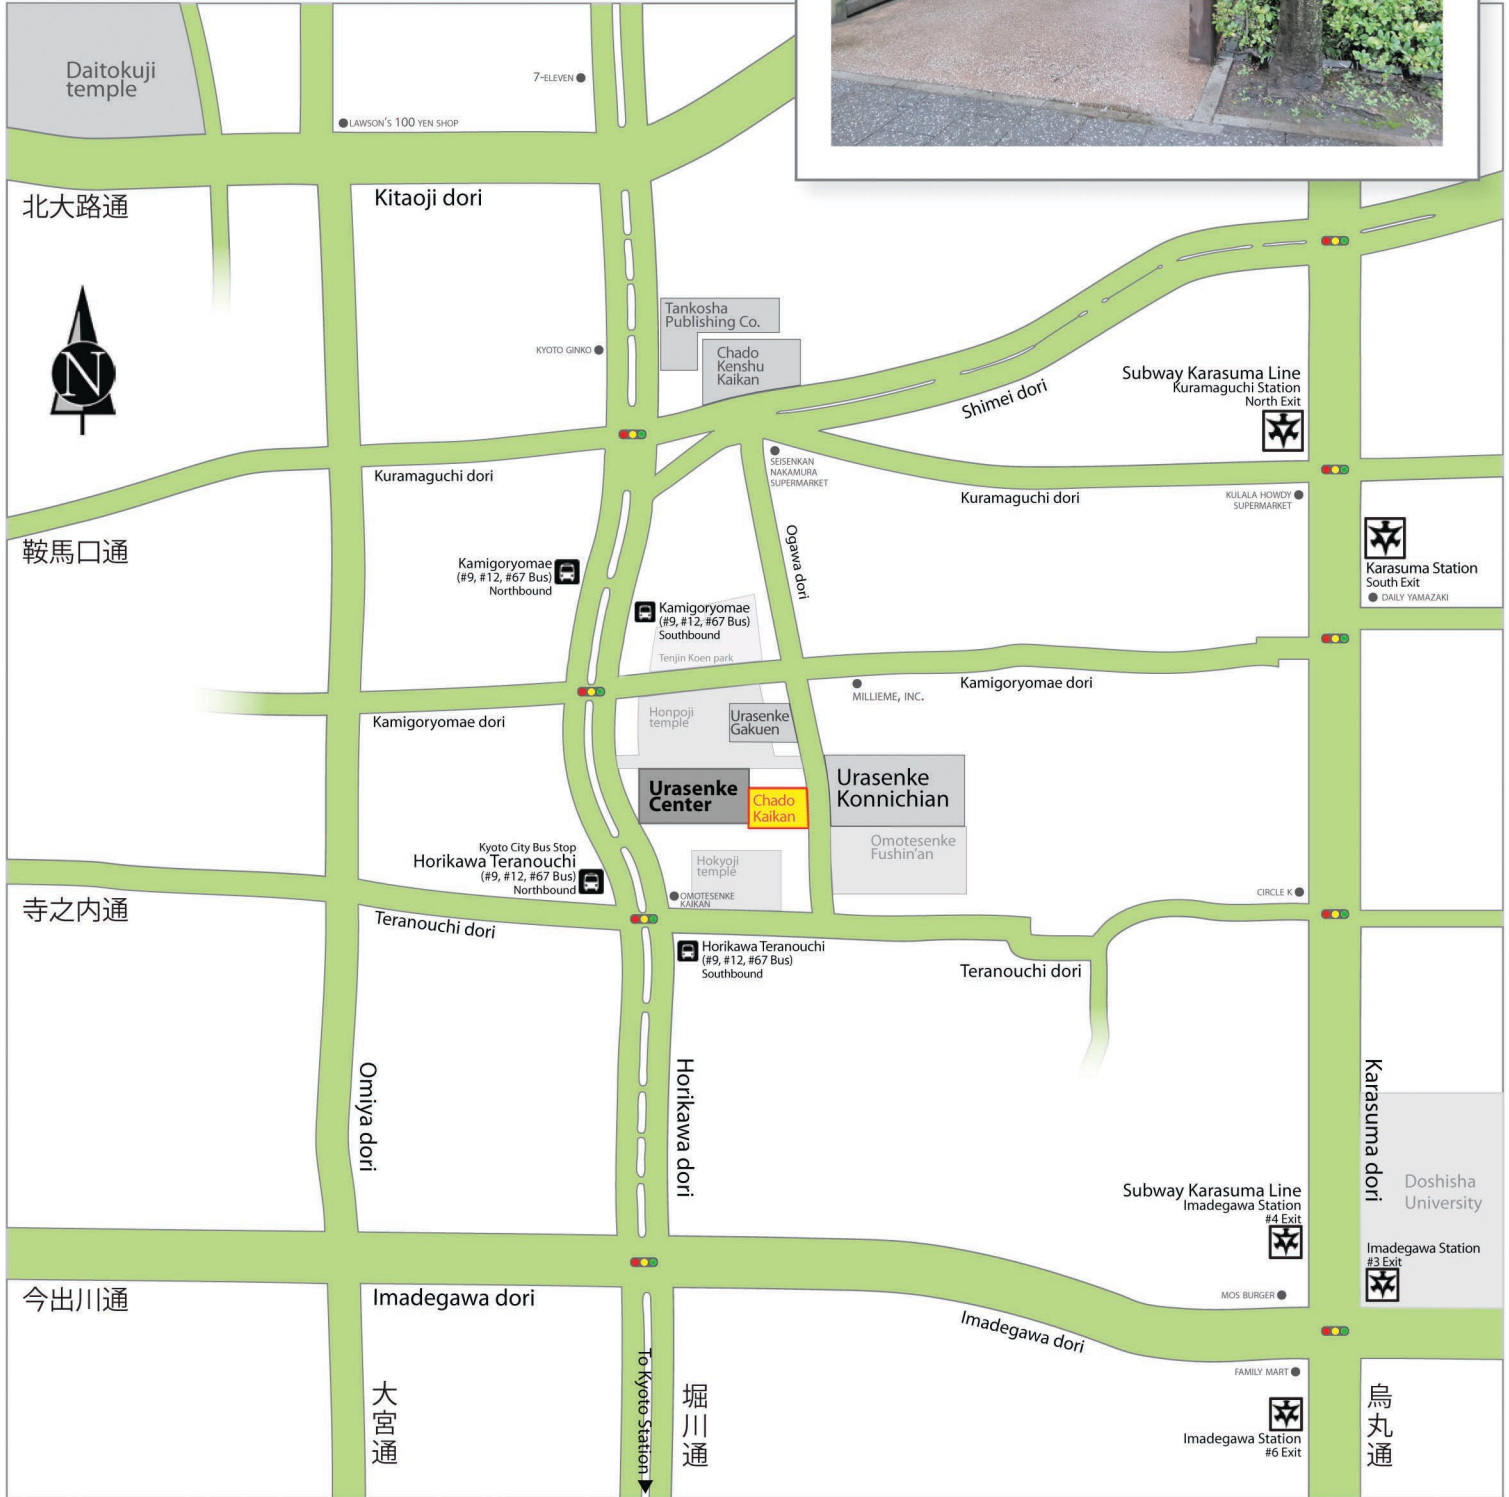 Daitokuji
temple
7-ELEVEN
LAWSON'S 100 YEN SHOP
北大路通
Kitaoji dori
N
Tankosha
Publishing Co.
KYOTO GINKO
Chado
Kenshu
Kaikan
Shimei dori
Subway Karasuma Line
Kuramaguchi Station
North Exit
Kuramaguchi dori
SEISENKAN
NAKAMURA
SUPERMARKET
Kuramaguchi dori
KULALA HOWDY
SUPERMARKET
鞍馬口通
Ogawa dori
Karasuma Station
South Exit
DAILY YAMAZAKI
Kamigoryomae
(#9, #12, #67 Bus)
Northbound
Kamigoryomae
(#9, #12, #67 Bus)
Southbound
Tenjin Koen park
Kamigoryomae dori
MILLIEME, INC.
Kamigoryomae dori
Honpoji
temple
Urasenke
Gakuen
Urasenke
Center
Chado
Kaikan
Urasenke
Konnichian
Omotesenke
Fushin'an
Kyoto City Bus Stop
Horikawa Teranouchi
(#9, #12, #67 Bus)
Northbound
Hokyoji
temple
OMOTESENKE
KAIKAN
CIRCLE K
寺之内通
Teranouchi dori
Horikawa Teranouchi
(#9, #12, #67 Bus)
Southbound
Teranouchi dori
Omiya dori
Horikawa dori
Karasuma dori
Doshisha
University
Subway Karasuma Line
Imadegawa Station
#4 Exit
Imadegawa Station
#3 Exit
今出川通
Imadegawa dori
MOS BURGER
Imadegawa dori
To Kyoto Station
FAMILY MART
大宮通
堀川通
烏丸通
Imadegawa Station
#6 Exit